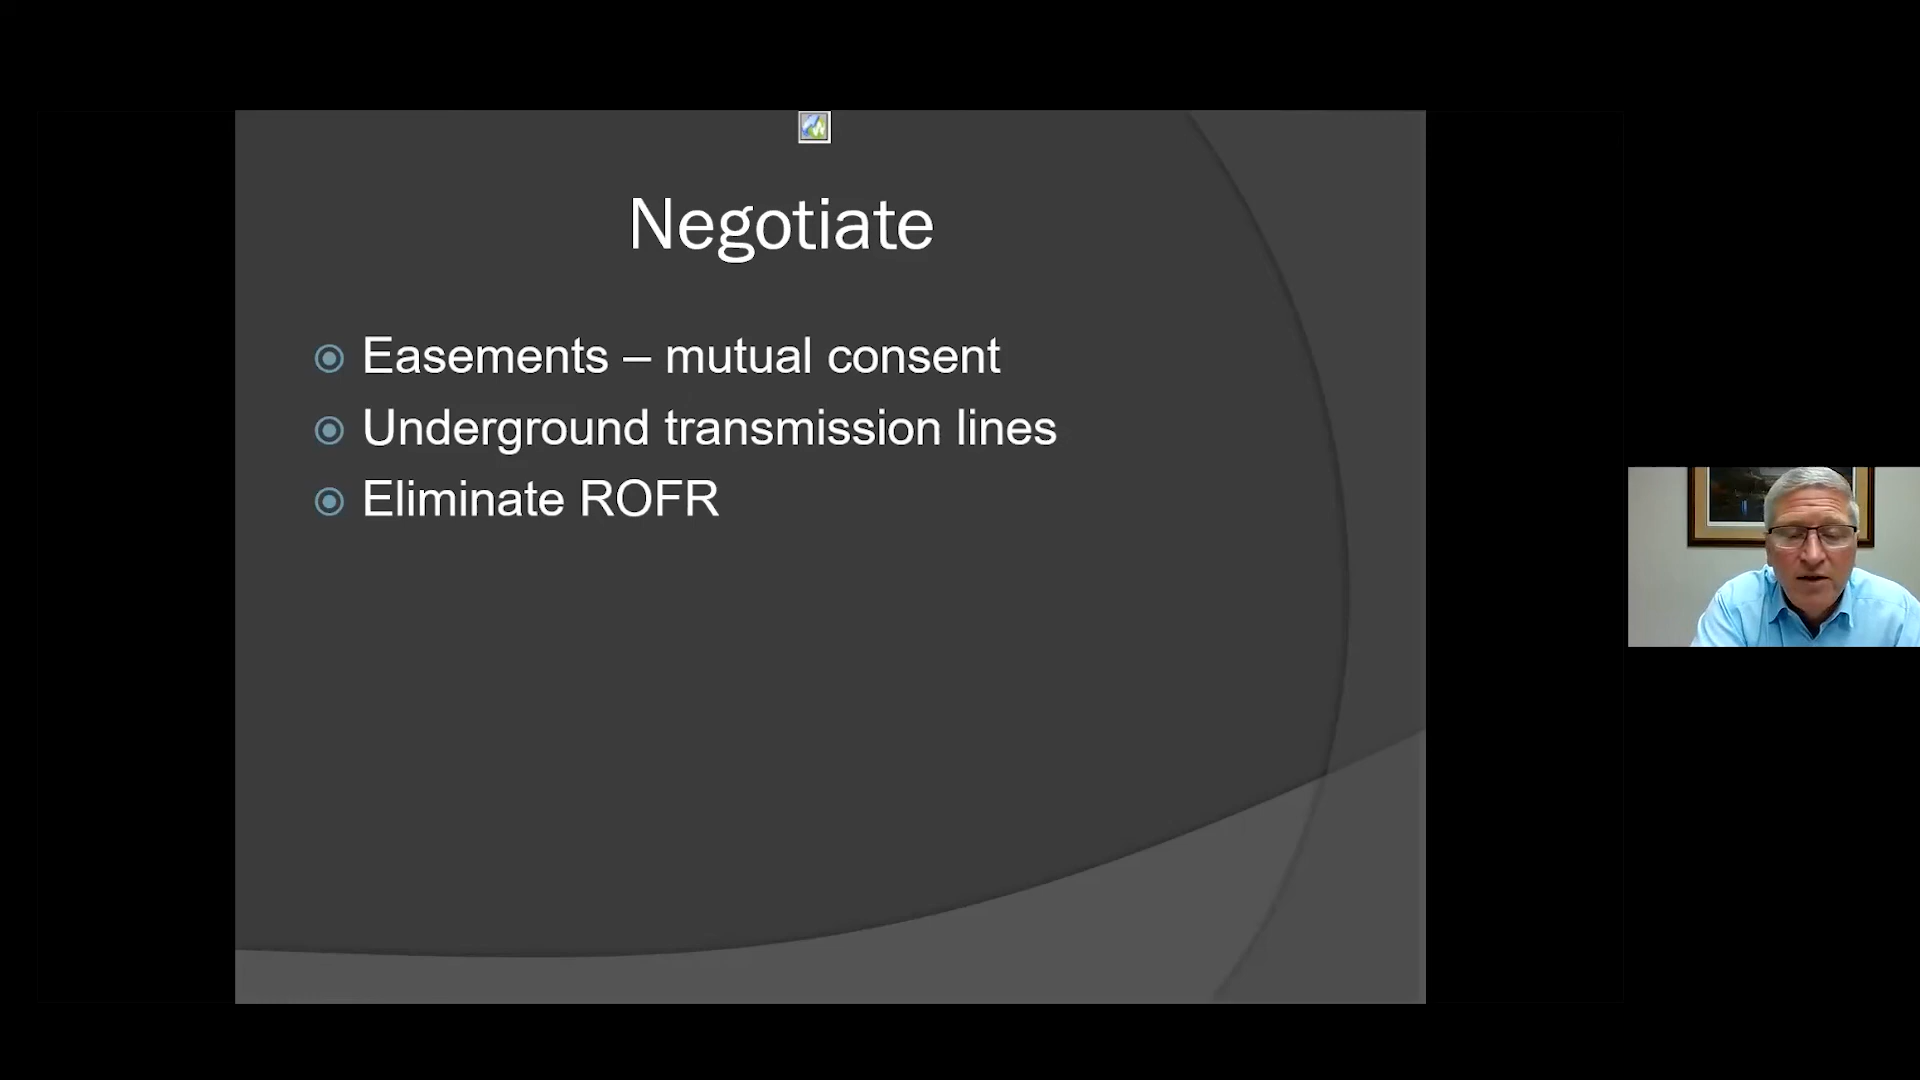 Negotiate
Easements – mutual consent
Underground transmission lines
Eliminate ROFR